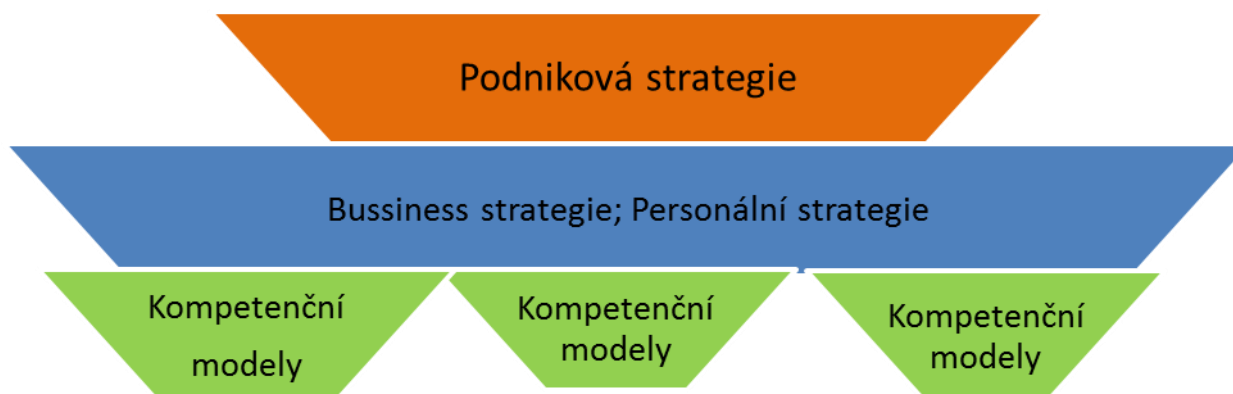 Podniková strategie
Bussiness strategie; Personální strategie
Kompetenční
modely
Kompetenční
modely
Kompetenční
modely